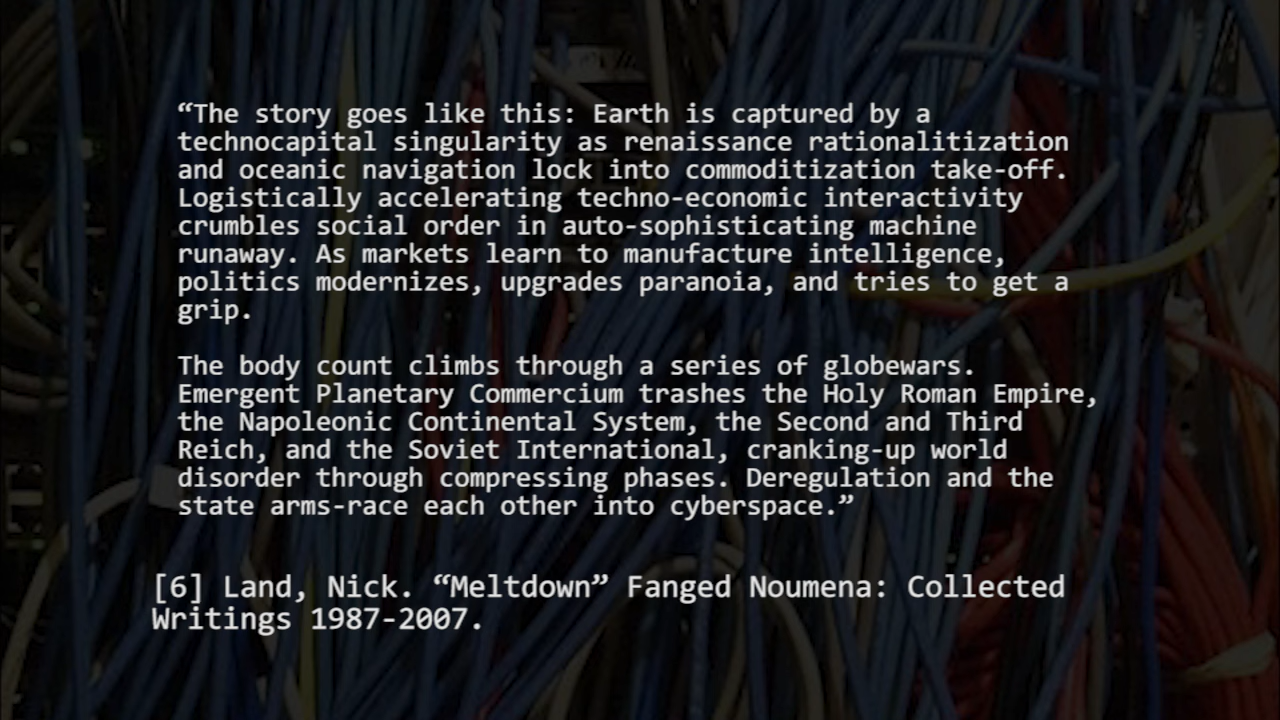 “The story goes like this: Earth is captured by a
technocapital singularity as renaissance rationalitization
and oceanic navigation lock into commoditization take-off.
Logistically accelerating techno-economic interactivity
crumbles social order in auto-sophisticating machine
runaway. As markets learn to manufacture intelligence,
politics modernizes, upgrades paranoia, and tries to get a
grip.
The body count climbs through a series of globewars.
Emergent Planetary Commercium trashes the Holy Roman Empire,
the Napoleonic Continental System, the Second and Third
Reich, and the Soviet International, cranking-up world
disorder through compressing phases. Deregulation and the
state arms-race each other into cyberspace.”
[6] Land, Nick. “Meltdown” Fanged Noumena: Collected
Writings 1987-2007.